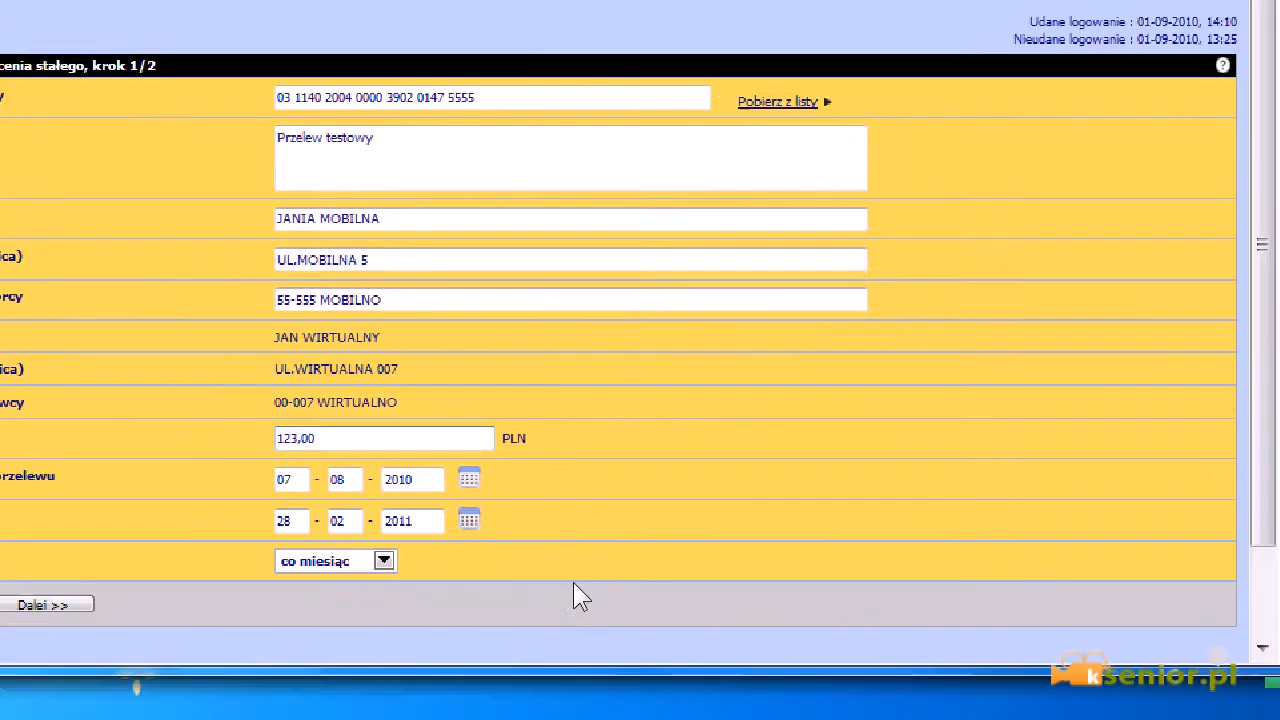 Udane logowanie : 01-09-2010, 14:10
Nieudane logowanie : 01-09-2010, 13:25
cenia stałego, krok 1/2
?
y
03 1140 2004 0000 3902 0147 5555
Pobierz z listy
Przelew testowy
JANIA MOBILNA
ica)
UL.MOBILNA 5
rcy
55-555 MOBILNO
JAN WIRTUALNY
ica)
UL.WIRTUALNA 007
wcy
00-007 WIRTUALNO
123,00 PLN
orzelewu
07 - 08 - 2010
28 - 02 - 2011
co miesiąc
Dalej >>
ksenior.pl